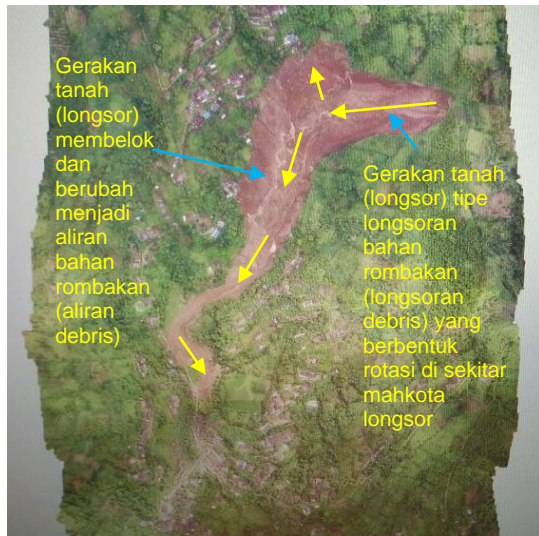 Gerakan
tanah
(longsor)
membelok
dan
berubah
menjadi
aliran
bahan
rombakan
(aliran
debris)
Gerakan tanah
(longsor) tipe
longsoran
bahan
rombakan
(longsoran
debris) yang
berbentuk
rotasi di sekitar
mahkota
longsor